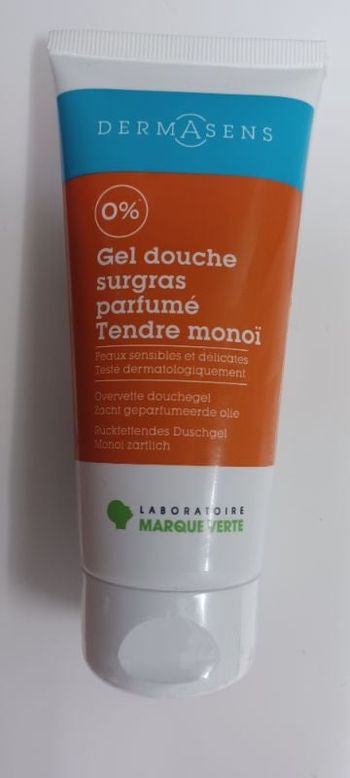 DERMASENS
0%*
Gel douche
surgras
parfumé
Tendre monoï
Peaux sensibles et délicates
Testé dermatologiquement
Overvette douchegel
Zacht geparfumeerde olie
Rückfettendes Duschgel
Monoi zärtlich
LABORATOIRE
MARQUE VERTE